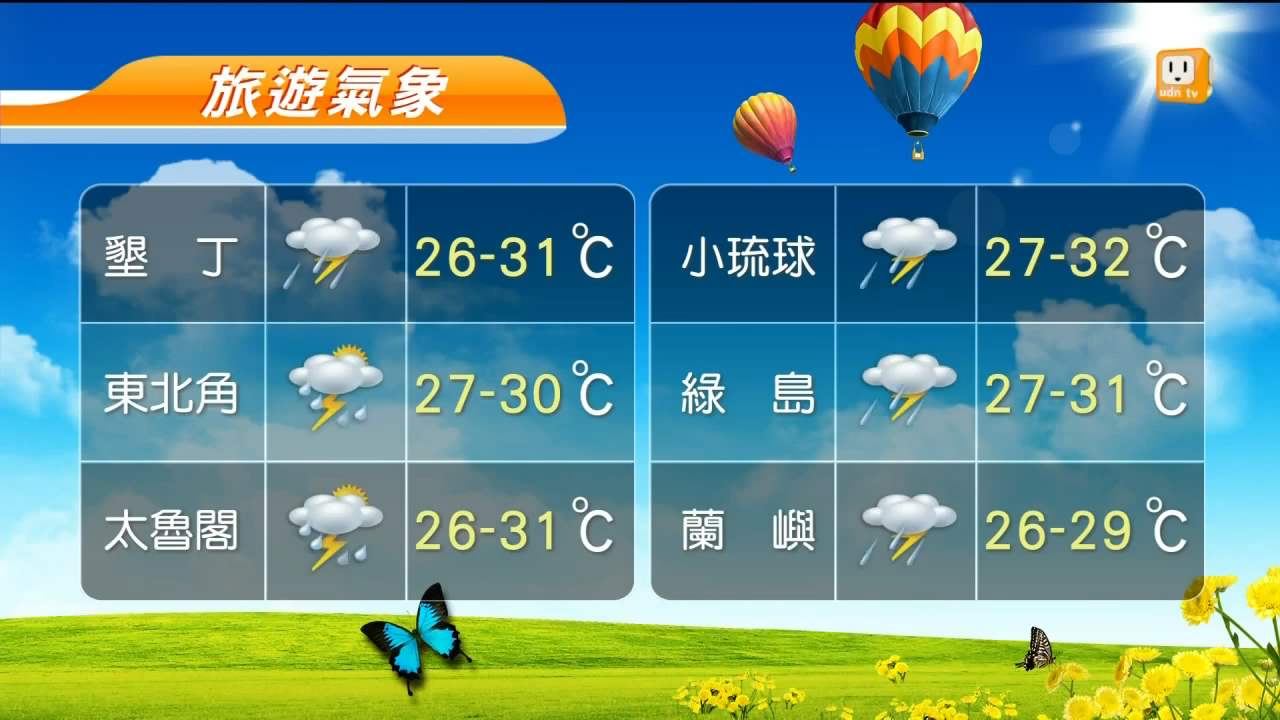 旅遊氣象
udn tv
墾 丁 26-31 ℃
東北角 27-30 ℃
太魯閣 26-31 ℃
小琉球 27-32 ℃
綠 島 27-31 ℃
蘭 嶼 26-29 ℃